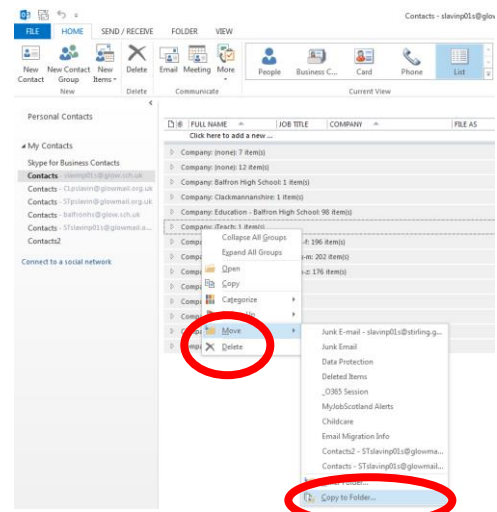 Contacts - slavinp01s@glow
FILE HOME SEND / RECEIVE FOLDER VIEW
New Contact
New Contact Group
New Items
Delete
Email
Meeting
More
People
Business C...
Card
Phone
List
New
Delete
Communicate
Current View
Personal Contacts
My Contacts
Skype for Business Contacts
Contacts - slavinp01s@glow.sch.uk
Contacts - CLpslavin@glowmail.org.uk
Contacts - STpslavin@glowmail.org.uk
Contacts - balfronhs@glow.sch.uk
Contacts - STslavinp01s@glowmail.o...
Contacts2
Connect to a social network
FULL NAME JOB TITLE COMPANY FILE AS
Click here to add a new ...
Company: (none): 7 item(s)
Company: (none): 12 item(s)
Company: Balfron High School: 1 item(s)
Company: Clackmannanshire: 1 item(s)
Company: Education - Balfron High School: 98 item(s)
Company: iTeach: 1 item(s)
-f: 196 item(s)
-m: 202 item(s)
-z: 176 item(s)
Collapse All Groups
Expand All Groups
Open
Copy
Categorize
Move
Delete
Junk E-mail - slavinp01s@stirling.g...
Junk Email
Data Protection
Deleted Items
_O365 Session
MyJobScotland Alerts
Childcare
Email Migration Info
Contacts2 - STslavinp01s@glowma...
Contacts - STslavinp01s@glowmail...
Copy to Folder...